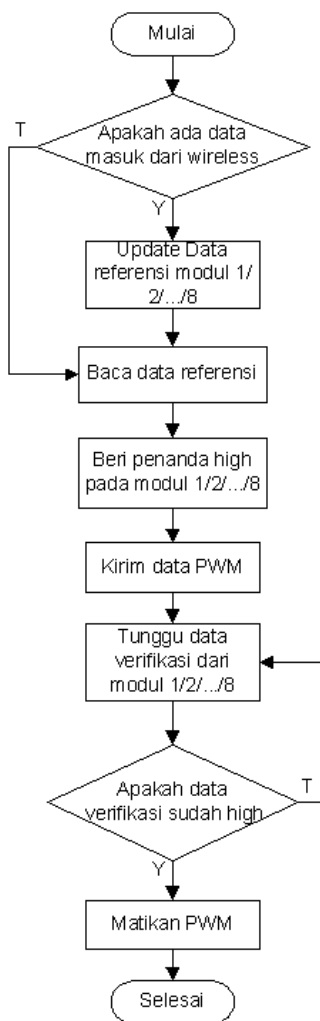 Mulai
T
Apakah ada data
masuk dari wireless
Y
Update Data
referensi modul 1/
2/.../8
Baca data referensi
Beri penanda high
pada modul 1/2/.../8
Kirim data PWM
Tunggu data
verifikasi dari
modul 1/2/.../8
Apakah data
verifikasi sudah high
T
Y
Matikan PWM
Selesai